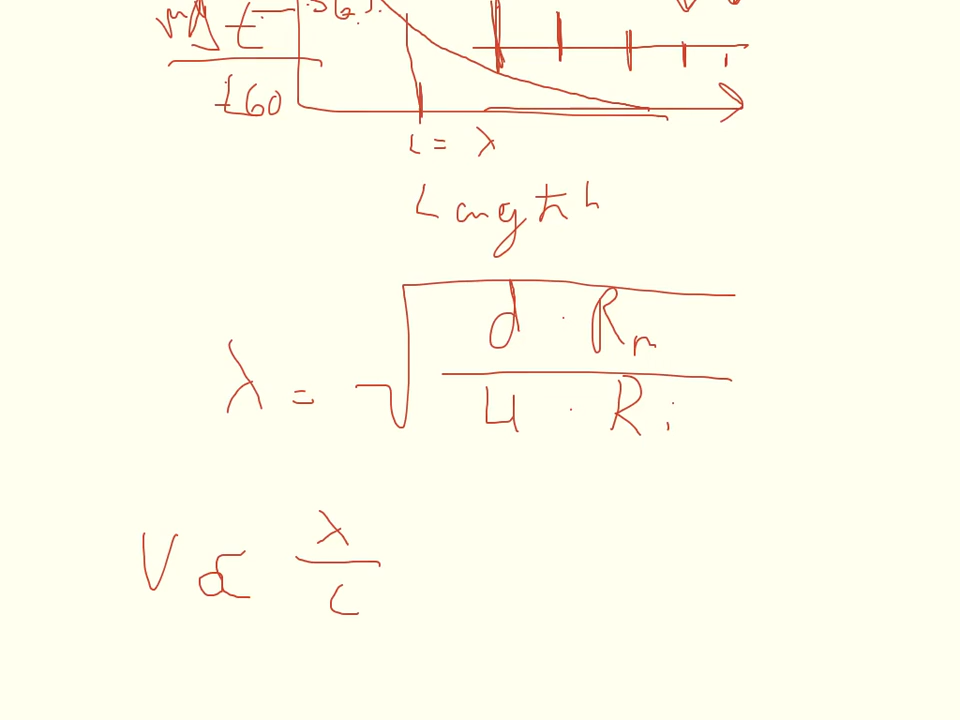 £60
L = λ
Length
λ = √ d · Rm / 4 · Ri
V ∝ λ / c